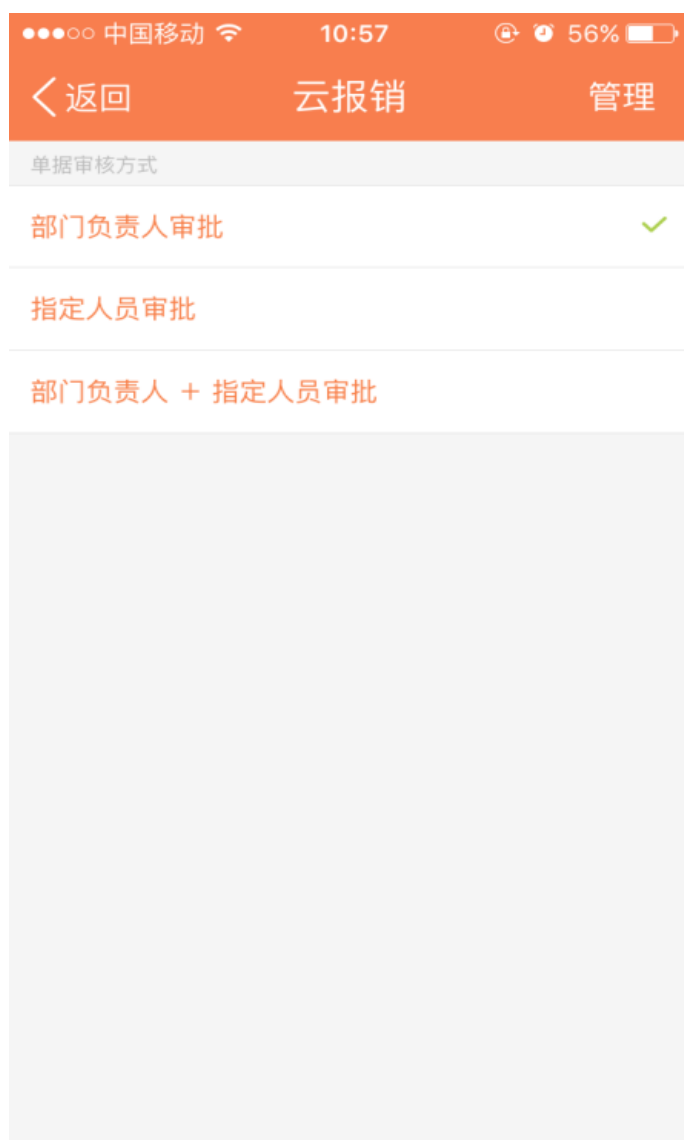 中国移动 10:57 56%
返回 云报销 管理
单据审核方式
部门负责人审批
指定人员审批
部门负责人 + 指定人员审批